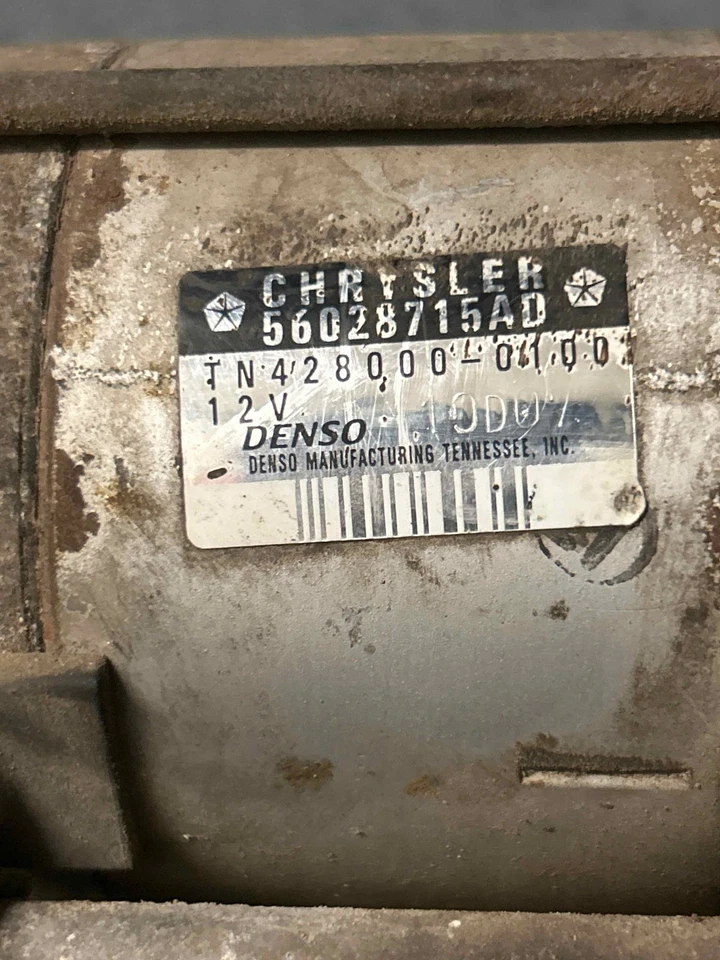 CHRYSLER
56028715AD
TN428000-0100
12V
DENSO
DENSO MANUFACTURING TENNESSEE, INC.